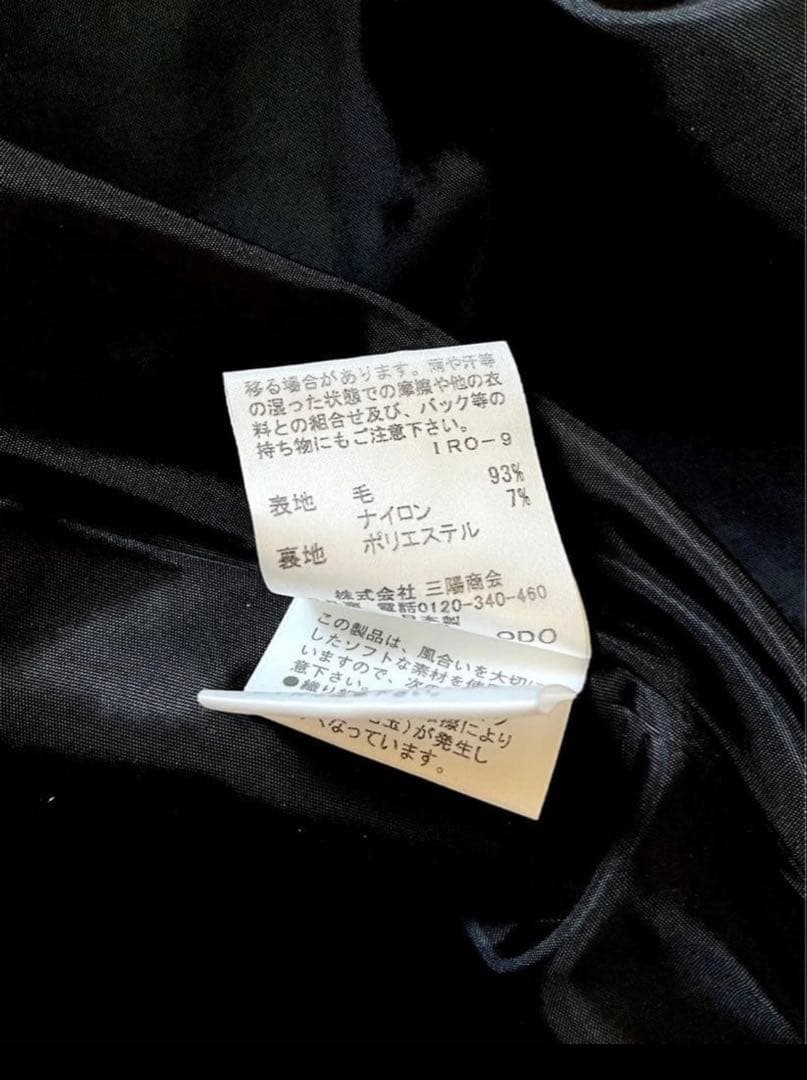 移る場合があります。雨や汗等
の湿った状態での摩擦や他の衣
料との組合せ及び、バック等の
持ち物にもご注意下さい。
IRO-9
表地 毛 93%
ナイロン 7%
裏地 ポリエステル
株式会社 三陽商会
電話0120-340-460
この製品は、風合いを大切に
したソフトな素材を使
いますので、次
意下さい。
●織り
により
玉)が発生し
なっています。